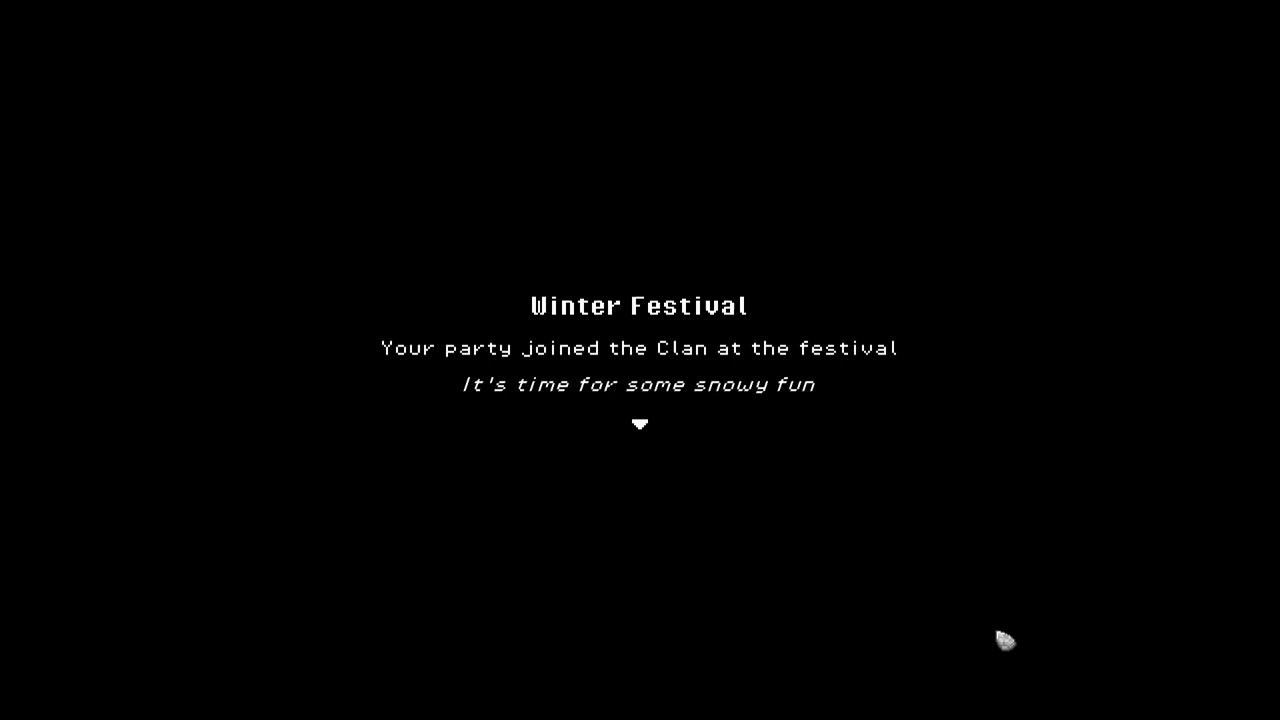 Winter Festival
Your party joined the Clan at the festival
It's time for some snowy fun